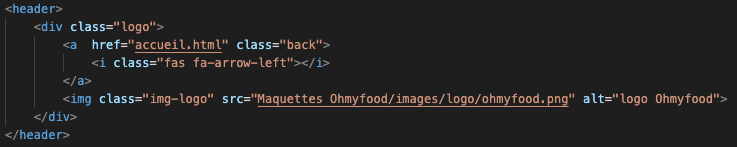 <header>
<div class="logo">
<a  href="accueil.html" class="back">
<i class="fas fa-arrow-left"></i>
</a>
<img class="img-logo" src="Maquettes Ohmyfood/images/logo/ohmyfood.png" alt="logo Ohmyfood">
</div>
</header>